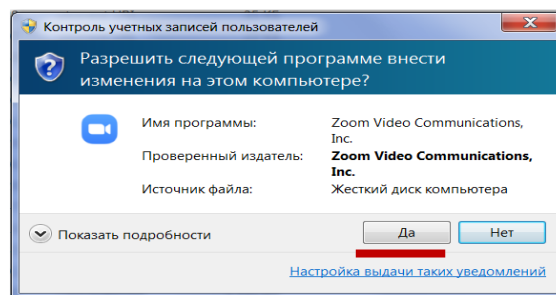 Контроль учетных записей пользователей
Разрешить следующей программе внести
изменения на этом компьютере?
Имя программы: Zoom Video Communications,
Inc.
Проверенный издатель: Zoom Video Communications,
Inc.
Источник файла: Жесткий диск компьютера
Показать подробности Да Нет
Настройка выдачи таких уведомлений